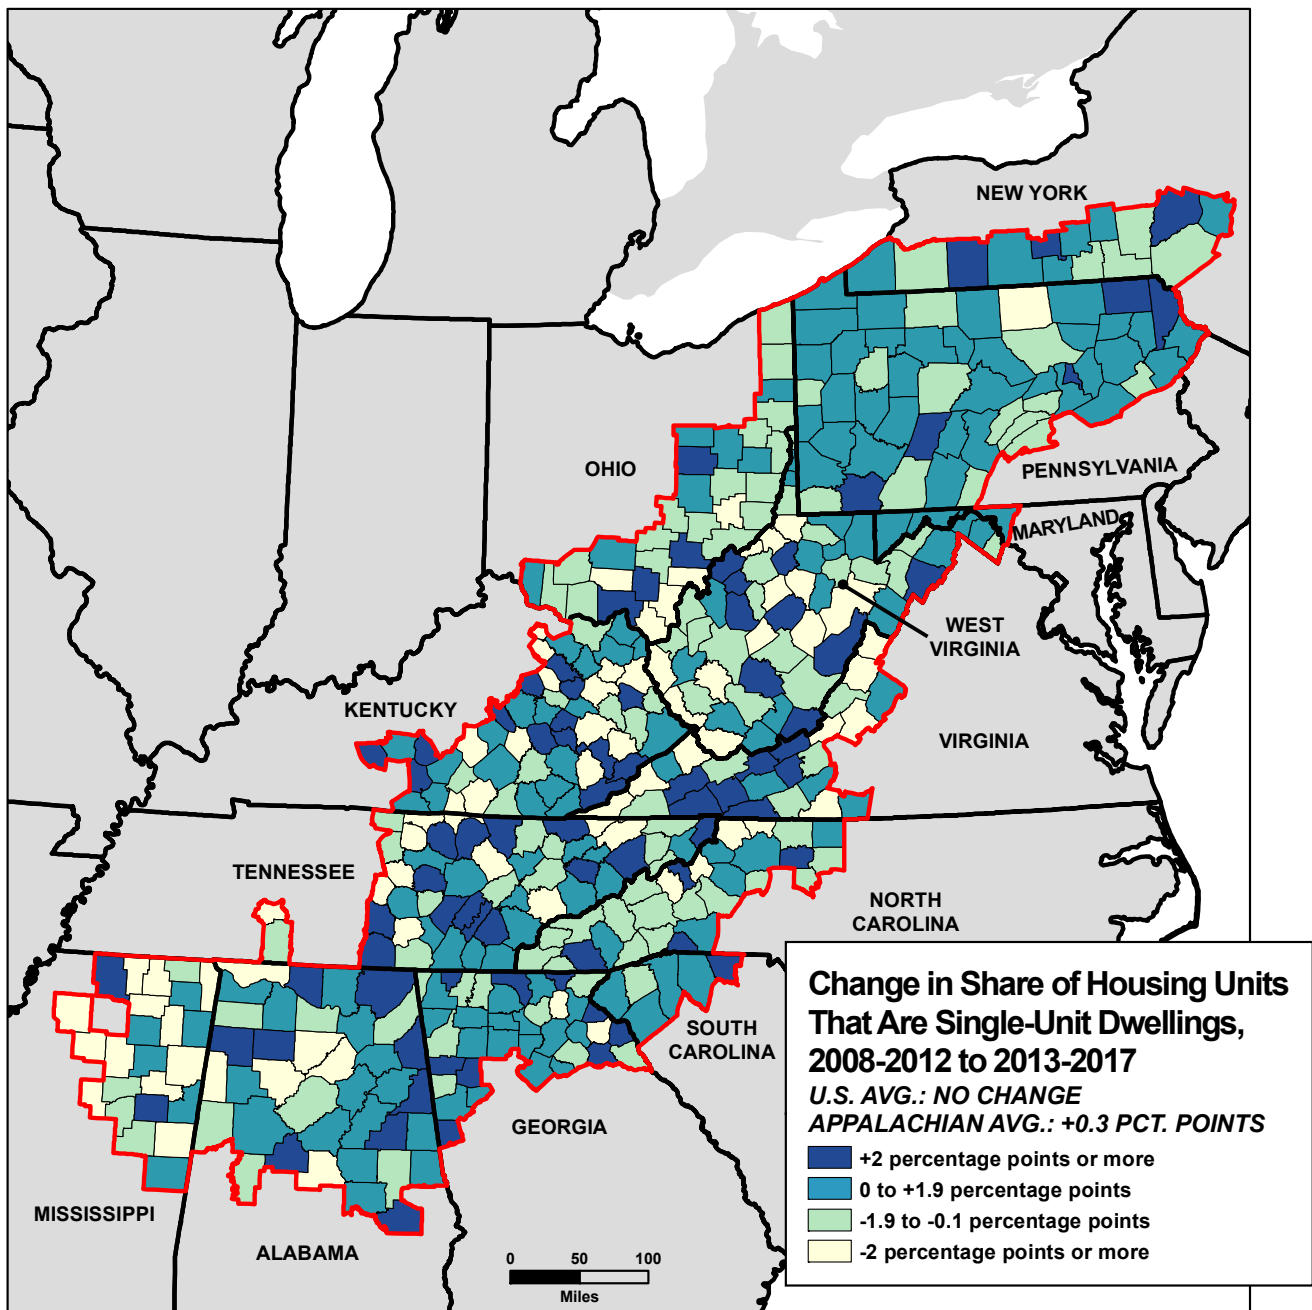 NEW YORK
OHIO
PENNSYLVANIA
MARYLAND
WEST
VIRGINIA
KENTUCKY
VIRGINIA
TENNESSEE
NORTH
CAROLINA
SOUTH
CAROLINA
GEORGIA
MISSISSIPPI
ALABAMA
Change in Share of Housing Units
That Are Single-Unit Dwellings,
2008-2012 to 2013-2017
U.S. AVG.: NO CHANGE
APPALACHIAN AVG.: +0.3 PCT. POINTS
+2 percentage points or more
0 to +1.9 percentage points
-1.9 to -0.1 percentage points
-2 percentage points or more
0 50 100
Miles